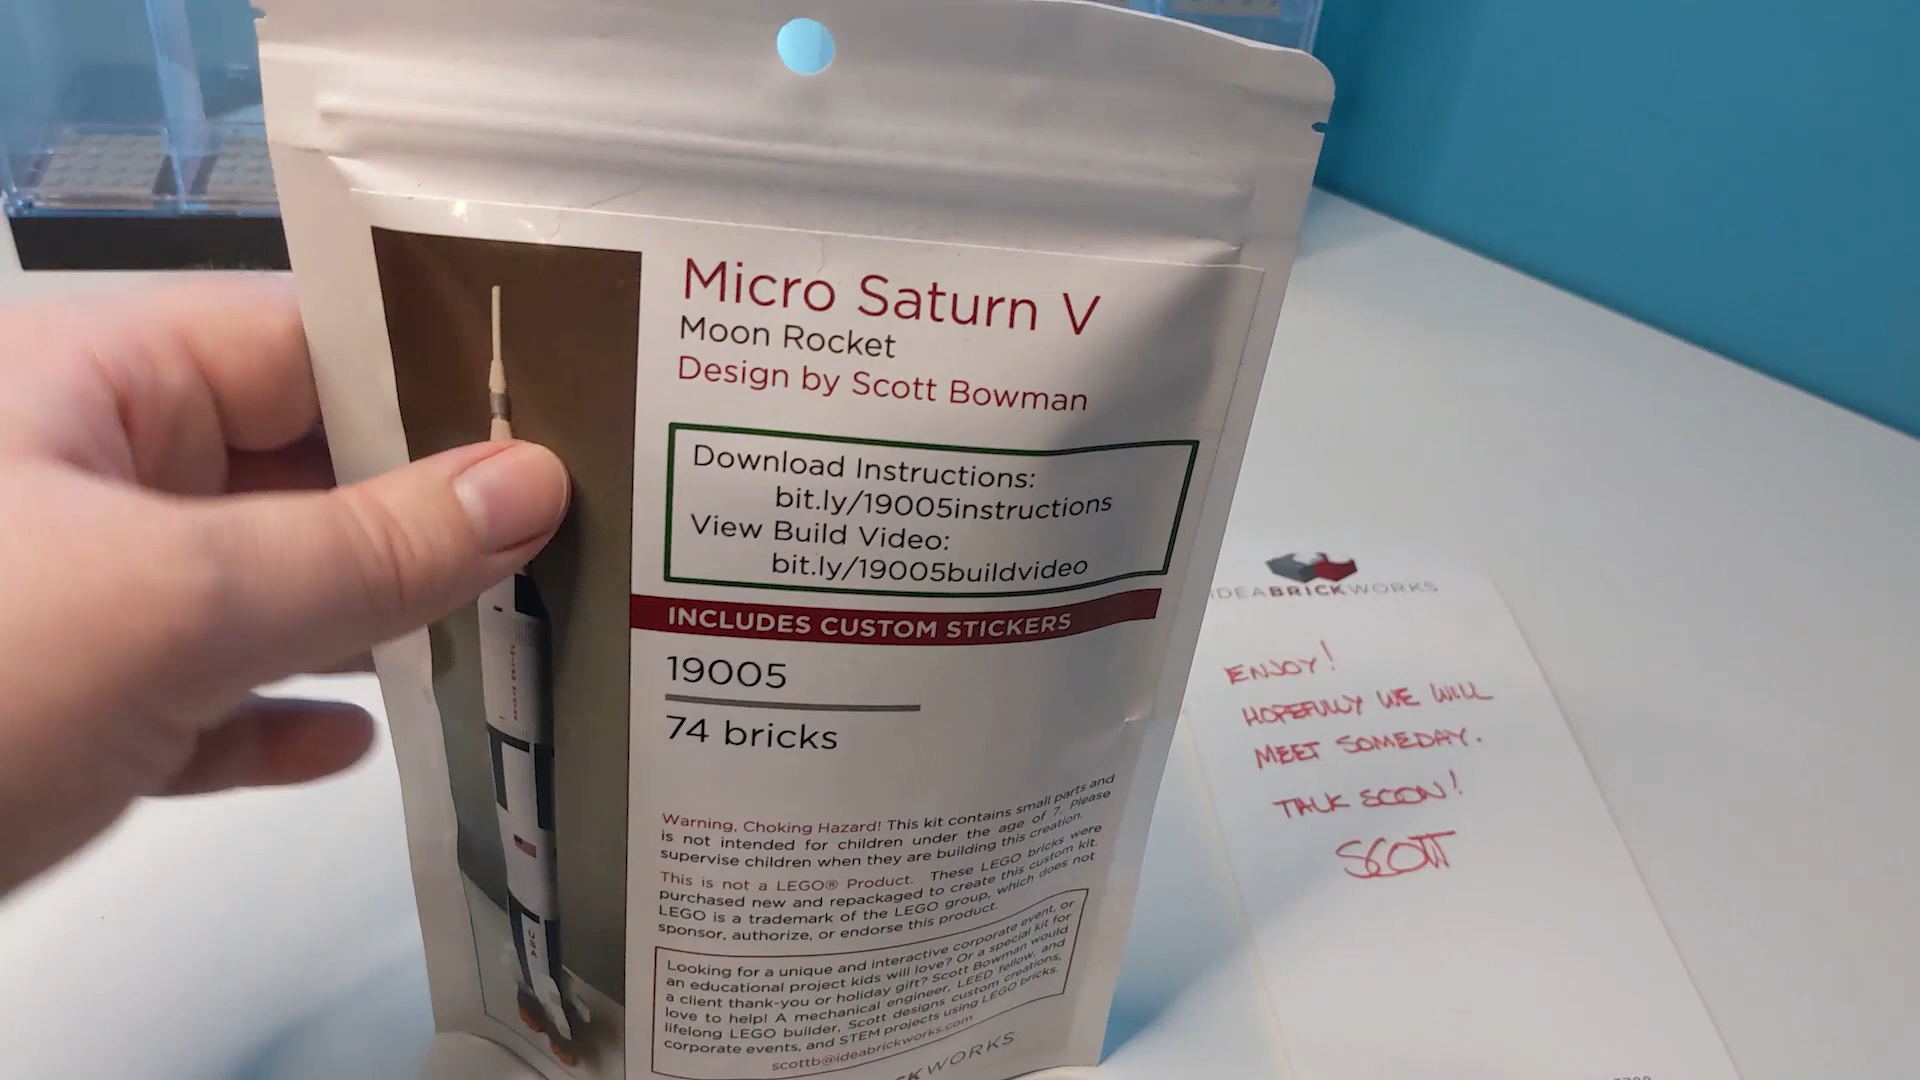 Micro Saturn V
Moon Rocket
Design by Scott Bowman
Download Instructions:
bit.ly/19005instructions
View Build Video:
bit.ly/19005buildvideo
INCLUDES CUSTOM STICKERS
19005
74 bricks
Warning, Choking Hazard! This kit contains small parts and
is not intended for children under the age of 7. Please
supervise children when they are building this creation.
This is not a LEGO® Product. These LEGO bricks were
purchased new and repackaged to create this custom kit.
LEGO is a trademark of the LEGO group, which does not
sponsor, authorize, or endorse this product.
Looking for a unique and interactive corporate event, or
an educational project kids will love? Or a special kit for
a client thank-you or holiday gift? Scott Bowman would
love to help! A mechanical engineer, LEED fellow, and
lifelong LEGO builder, Scott designs custom creations,
corporate events, and STEM projects using LEGO bricks.
scottb@ideabrickworks.com
CKWORKS
USA
IDEABRICKWORKS
ENJOY!
HOPEFULLY WE WILL
MEET SOMEDAY.
TALK SOON!
SCOTT